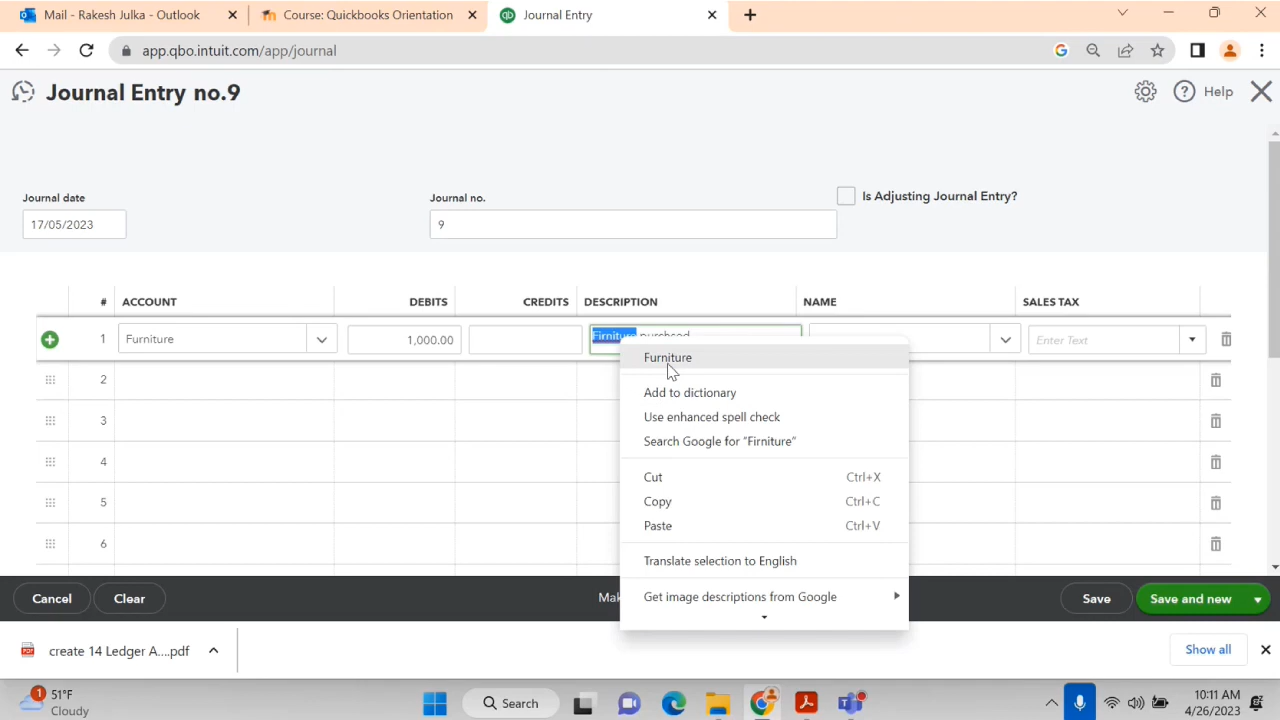 Mail - Rakesh Julka - Outlook
Course: Quickbooks Orientation
Journal Entry
app.qbo.intuit.com/app/journal
Journal Entry no.9
Help
Journal date
Journal no.
Is Adjusting Journal Entry?
17/05/2023
9
# ACCOUNT DEBITS CREDITS DESCRIPTION NAME SALES TAX
1 Furniture 1,000.00 Firniture purchsed Enter Text
Furniture
2
Add to dictionary
3
Use enhanced spell check
Search Google for "Firniture"
4
Cut Ctrl+X
5
Copy Ctrl+C
Paste Ctrl+V
6
Translate selection to English
Get image descriptions from Google
Cancel
Clear
Save
Save and new
create 14 Ledger A....pdf
Show all
1
51°F
Cloudy
Search
10:11 AM
4/26/2023